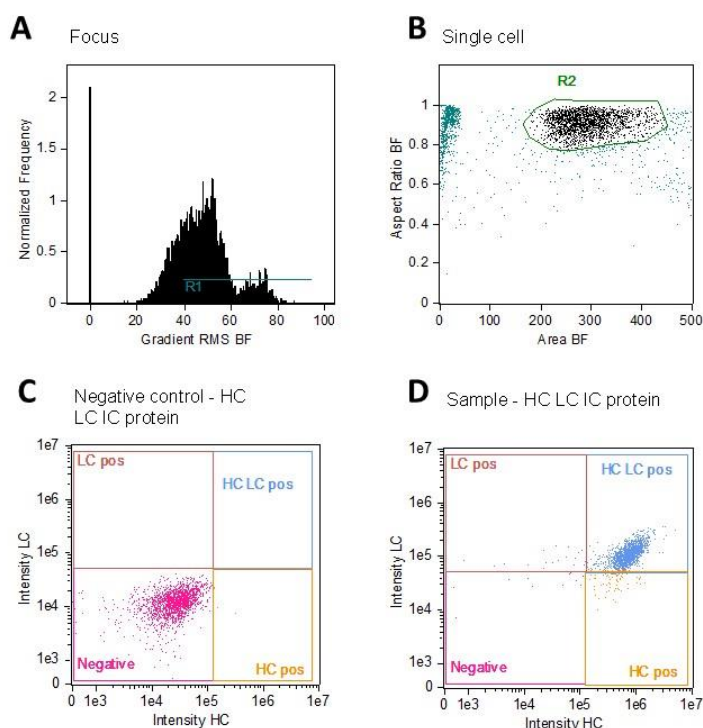 A
Focus
Normalized Frequency
2
1.5
1
0.5
0
R1
0
20
40
60
80
100
Gradient RMS BF
B
Single cell
R2
Aspect Ratio BF
1
0.8
0.6
0.4
0.2
0
0
100
200
300
400
500
Area BF
C
Negative control - HC
LC IC protein
Intensity LC
1e7
1e6
1e5
1e4
1e3
0
LC pos
HC LC pos
Negative
HC pos
0
1e3
1e4
1e5
1e6
1e7
Intensity HC
D
Sample - HC LC IC protein
Intensity LC
1e7
1e6
1e5
1e4
1e3
0
LC pos
HC LC pos
Negative
HC pos
0
1e3
1e4
1e5
1e6
1e7
Intensity HC